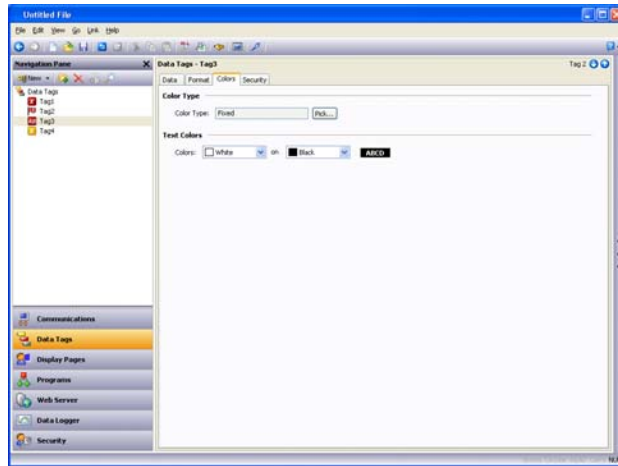 Untitled File
File Edit View Go Link Help
Navigation Pane
Data Tags - Tag3
Tag 2
New
Data Format Colors Security
Data Tags
Tag1
Tag2
Tag3
Tag4
Color Type
Color Type: Fixed Pick...
Text Colors
Colors: White on Black ABCD
Communications
Data Tags
Display Pages
Programs
Web Server
Data Logger
Security